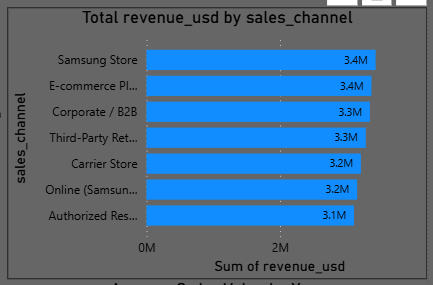 Total revenue_usd by sales_channel
sales_channel
Samsung Store 3.4M
E-commerce Pl... 3.4M
Corporate / B2B 3.3M
Third-Party Ret... 3.3M
Carrier Store 3.2M
Online (Samsun... 3.2M
Authorized Res... 3.1M
0M 2M
Sum of revenue_usd